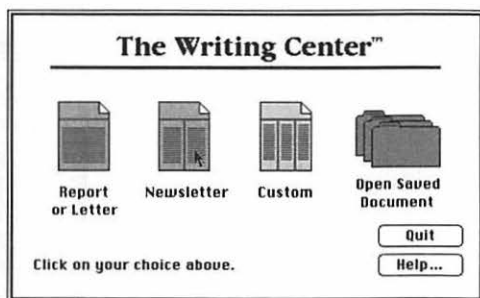 The Writing Center™
Report
or Letter
Newsletter
Custom
Open Saved
Document
Quit
Click on your choice above.
Help...